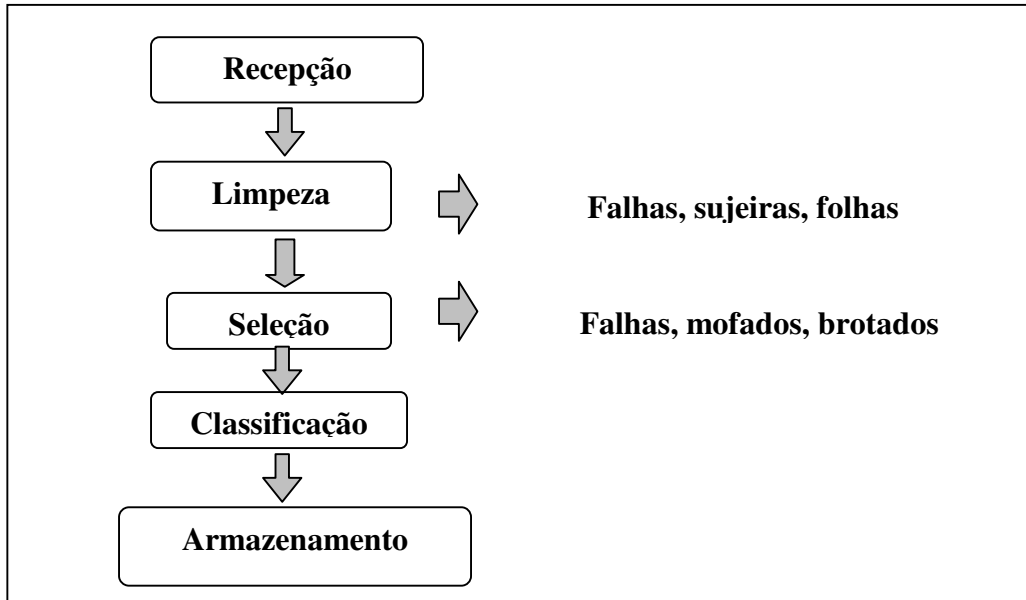 Recepção
Limpeza
Falhas, sujeiras, folhas
Seleção
Falhas, mofados, brotados
Classificação
Armazenamento